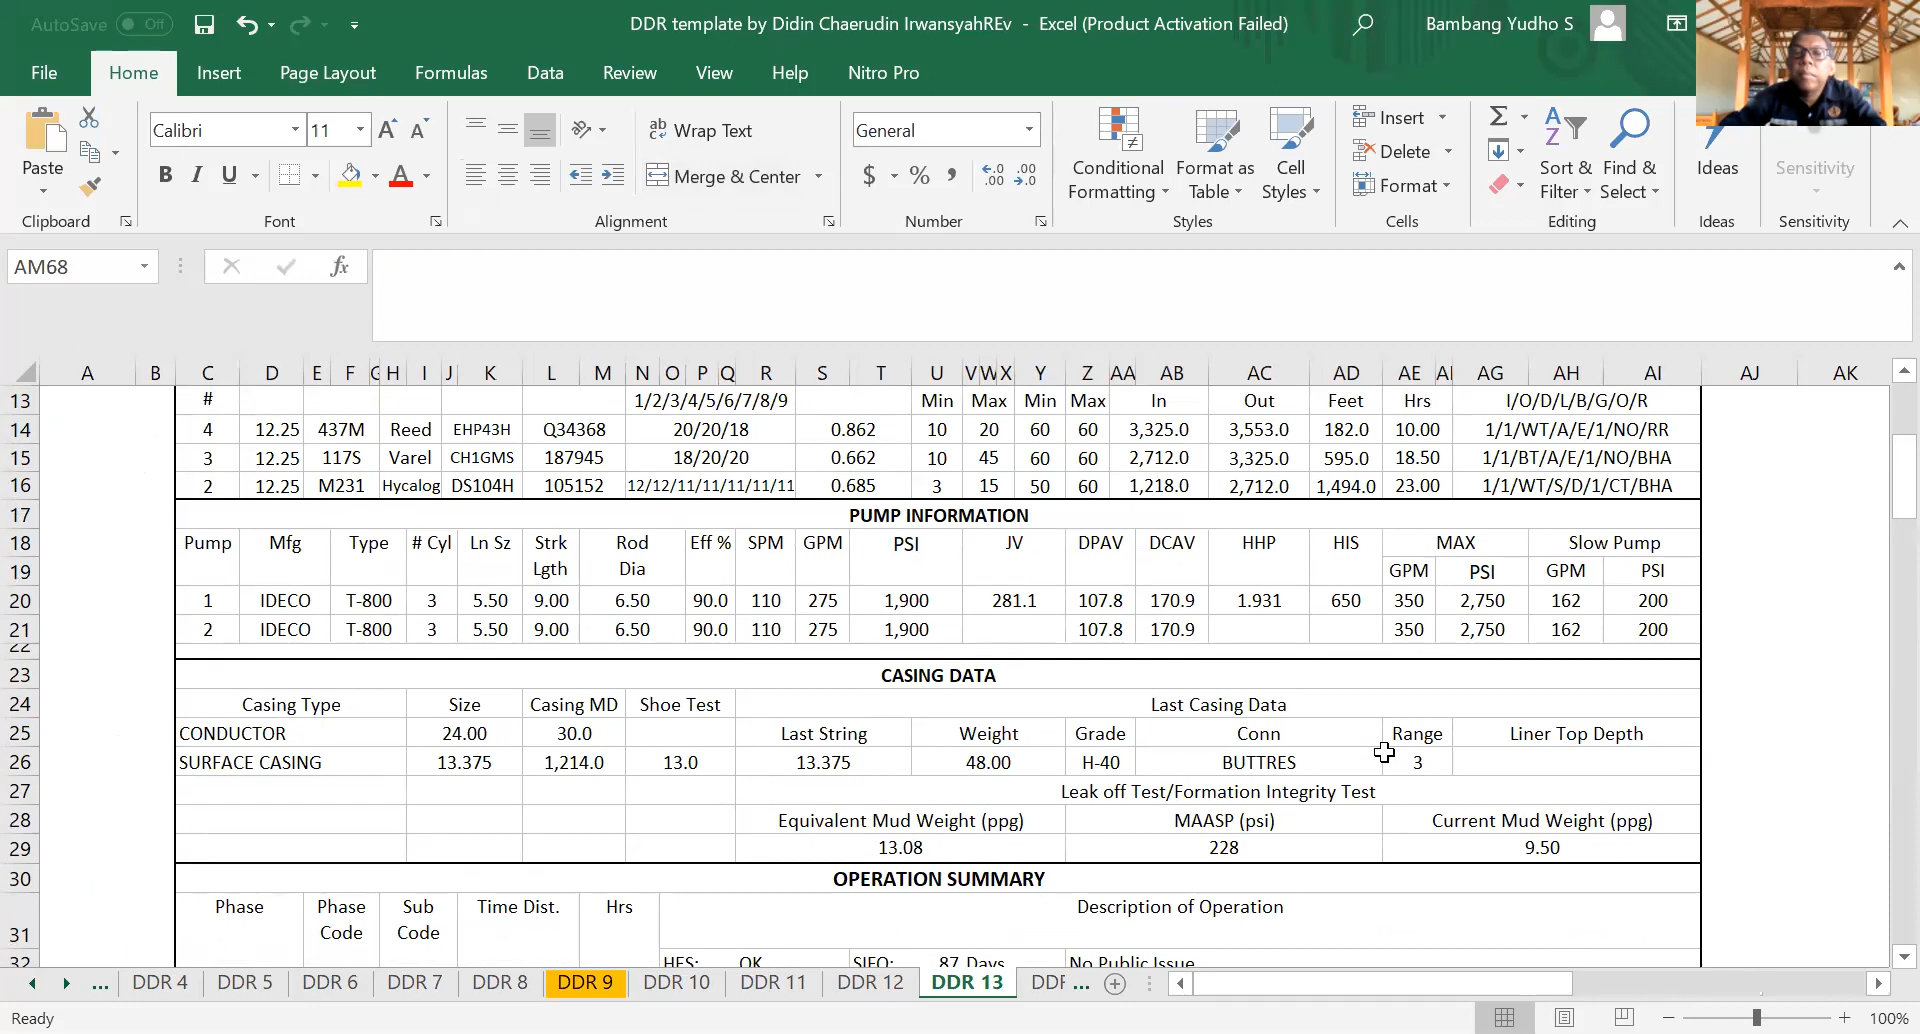 AutoSave Off DDR template by Didin Chaerudin IrwansyahREv - Excel (Product Activation Failed) Bambang Yudho S
File Home Insert Page Layout Formulas Data Review View Help Nitro Pro
Calibri 11 ab Wrap Text General Insert
Paste B I U Merge & Center $ % , Conditional Formatting Format as Table Cell Styles Delete Sort & Filter Find & Select Ideas Sensitivity
Format
Clipboard Font Alignment Number Styles Cells Editing Ideas Sensitivity
AM68 fx
A B C D E F G H I J K L M N O P Q R S T U V W X Y Z AA AB AC AD AE AF AG AH AI AJ AK
13 # 1/2/3/4/5/6/7/8/9 Min Max Min Max In Out Feet Hrs I/O/D/L/B/G/O/R
14 4 12.25 437M Reed EHP43H Q34368 20/20/18 0.862 10 20 60 60 3,325.0 3,553.0 182.0 10.00 1/1/WT/A/E/1/NO/RR
15 3 12.25 117S Varel CH1GMS 187945 18/20/20 0.662 10 45 60 60 2,712.0 3,325.0 595.0 18.50 1/1/BT/A/E/1/NO/BHA
16 2 12.25 M231 Hycalog DS104H 105152 12/12/11/11/11/11/11 0.685 3 15 50 60 1,218.0 2,712.0 1,494.0 23.00 1/1/WT/S/D/1/CT/BHA
17 PUMP INFORMATION
18 Pump Mfg Type # Cyl Ln Sz Strk Lgth Rod Dia Eff % SPM GPM PSI JV DPAV DCAV HHP HIS MAX Slow Pump
19 GPM PSI GPM PSI
20 1 IDECO T-800 3 5.50 9.00 6.50 90.0 110 275 1,900 281.1 107.8 170.9 1.931 650 350 2,750 162 200
21 2 IDECO T-800 3 5.50 9.00 6.50 90.0 110 275 1,900 107.8 170.9 350 2,750 162 200
22
23 CASING DATA
24 Casing Type Size Casing MD Shoe Test Last Casing Data
25 CONDUCTOR 24.00 30.0 Last String Weight Grade Conn Range Liner Top Depth
26 SURFACE CASING 13.375 1,214.0 13.0 13.375 48.00 H-40 BUTTRES 3
27 Leak off Test/Formation Integrity Test
28 Equivalent Mud Weight (ppg) MAASP (psi) Current Mud Weight (ppg)
29 13.08 228 9.50
30 OPERATION SUMMARY
31 Phase Phase Code Sub Code Time Dist. Hrs Description of Operation
32 HES: OK SIFO: 87 Days No Public Issue
... DDR 4 DDR 5 DDR 6 DDR 7 DDR 8 DDR 9 DDR 10 DDR 11 DDR 12 DDR 13 DDF ...
Ready 100%